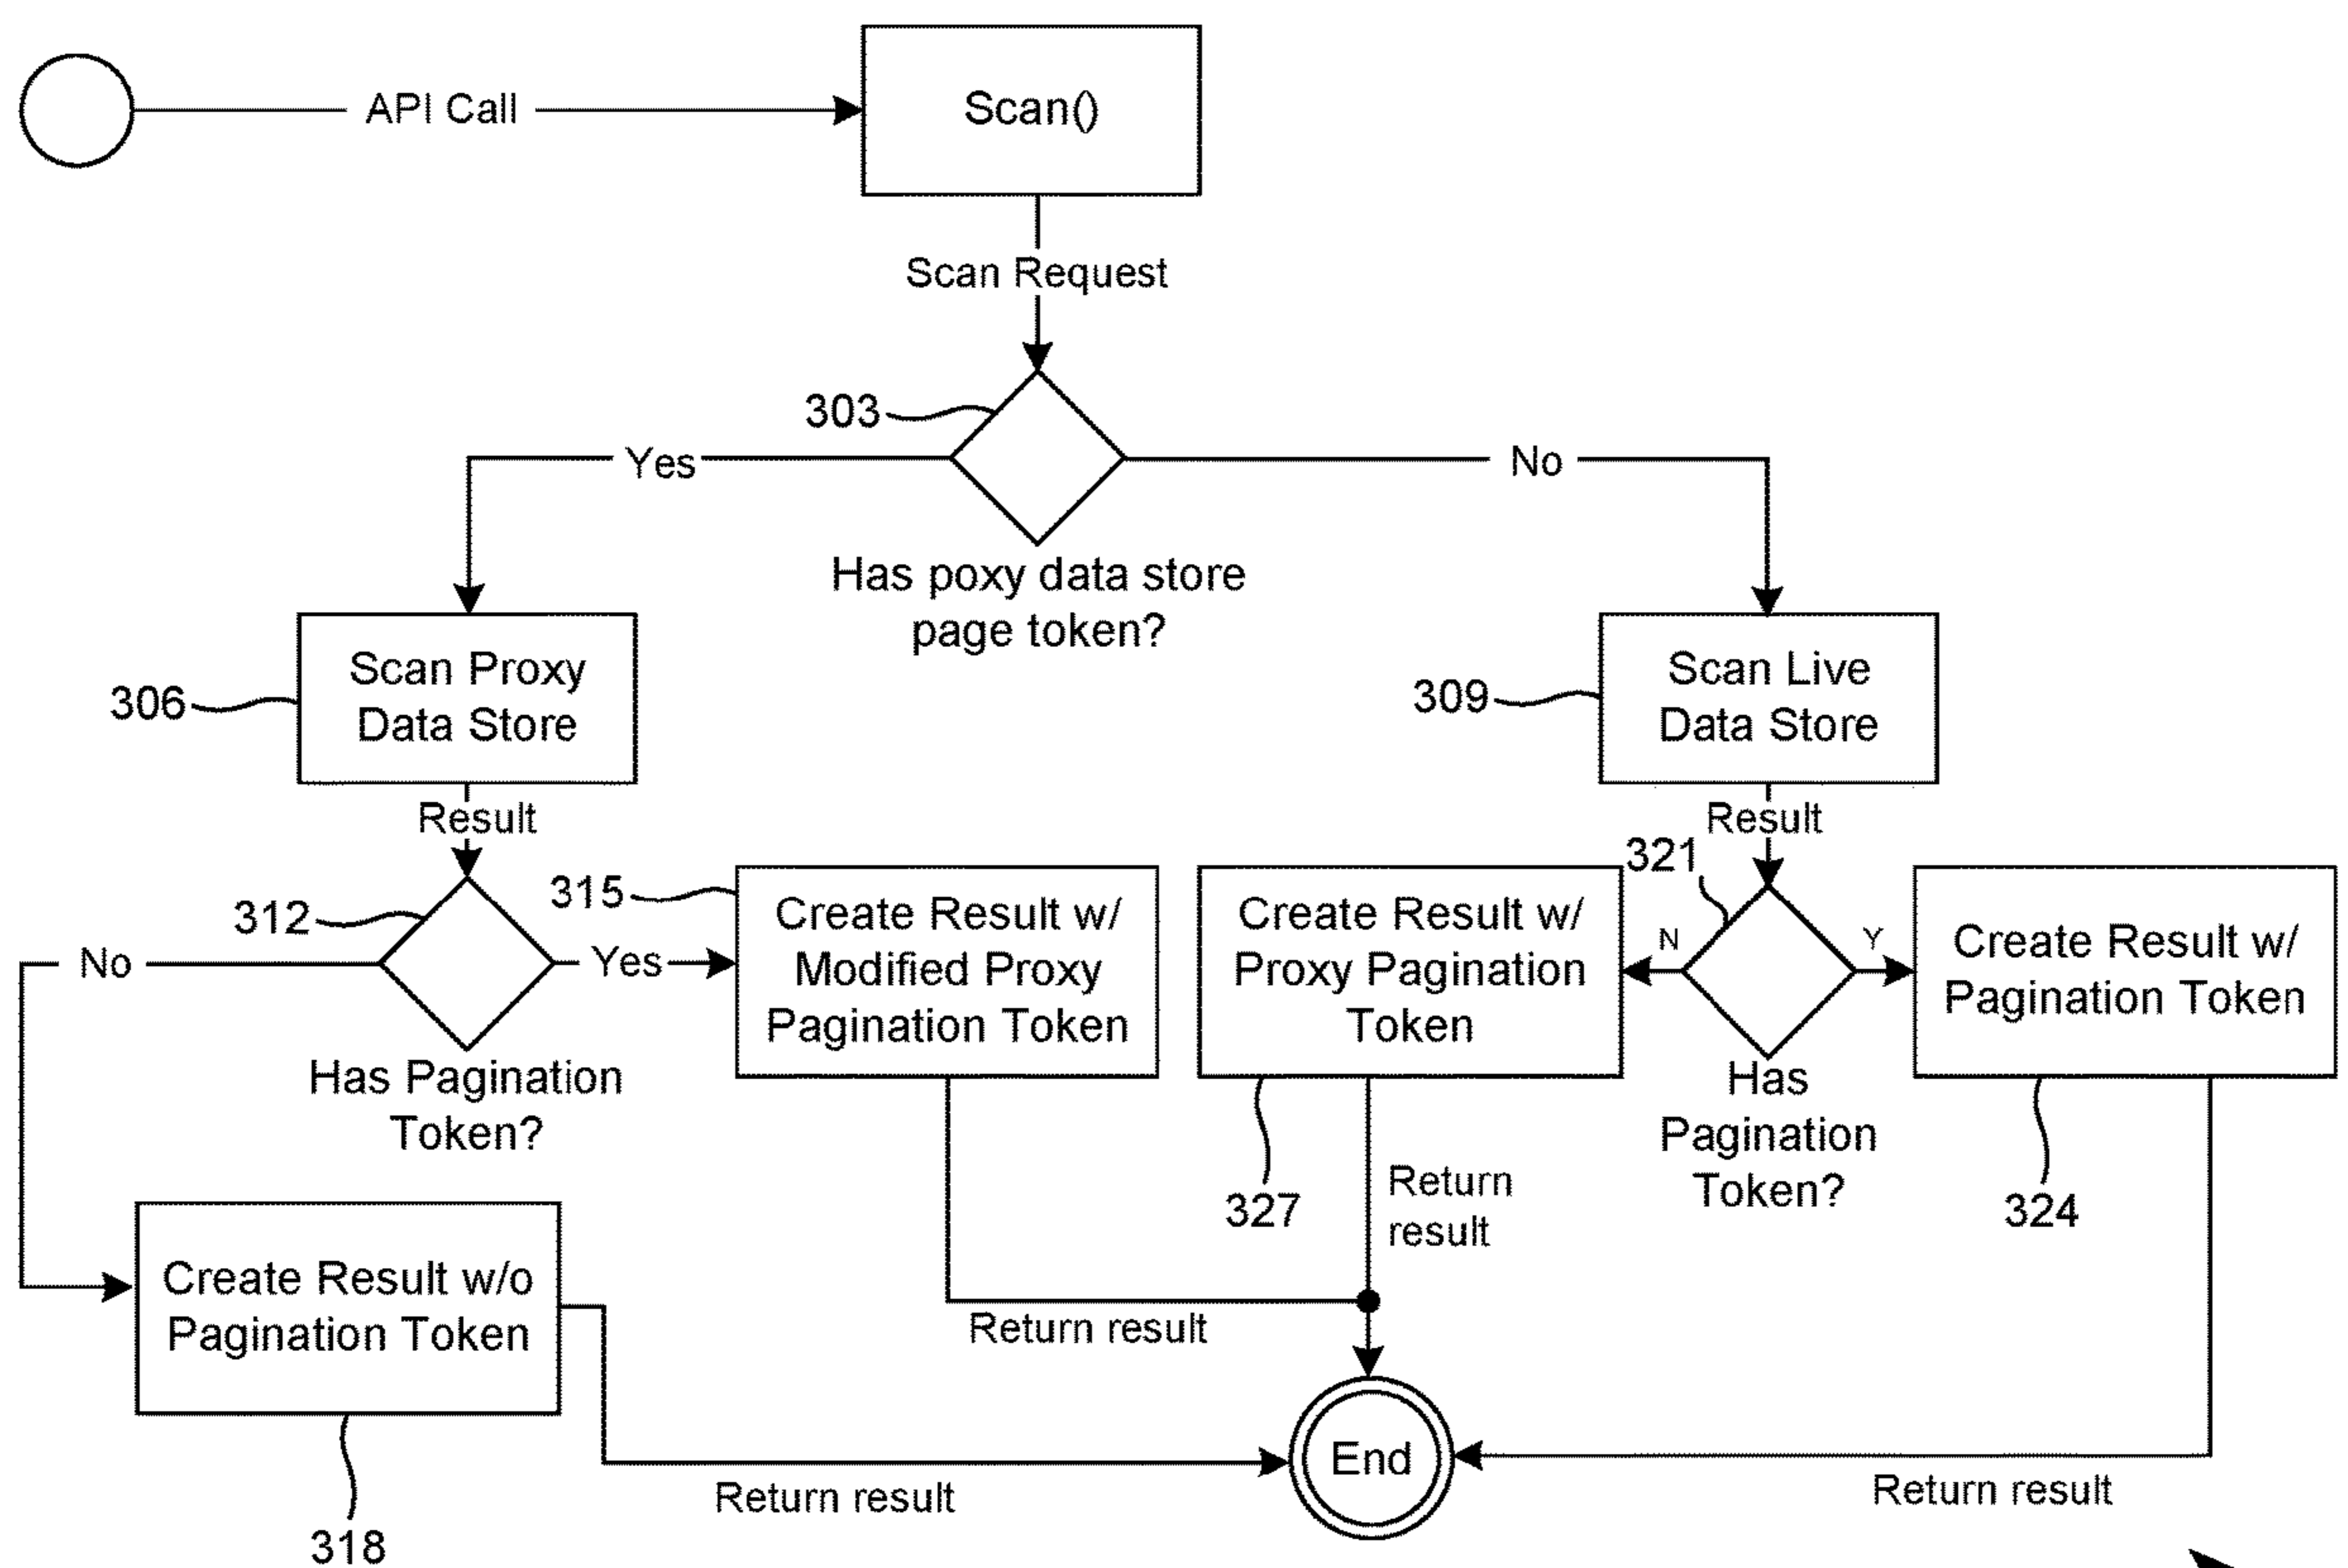 API Call
Scan()
Scan Request
303
Yes
No
Has poxy data store
page token?
306
Scan Proxy
Data Store
309
Scan Live
Data Store
Result
Result
312
No
Yes
Has Pagination
Token?
315
Create Result w/
Modified Proxy
Pagination Token
Create Result w/
Proxy Pagination
Token
321
N
Y
Has
Pagination
Token?
Create Result w/
Pagination Token
327
Return
result
324
Create Result w/o
Pagination Token
Return result
318
Return result
End
Return result